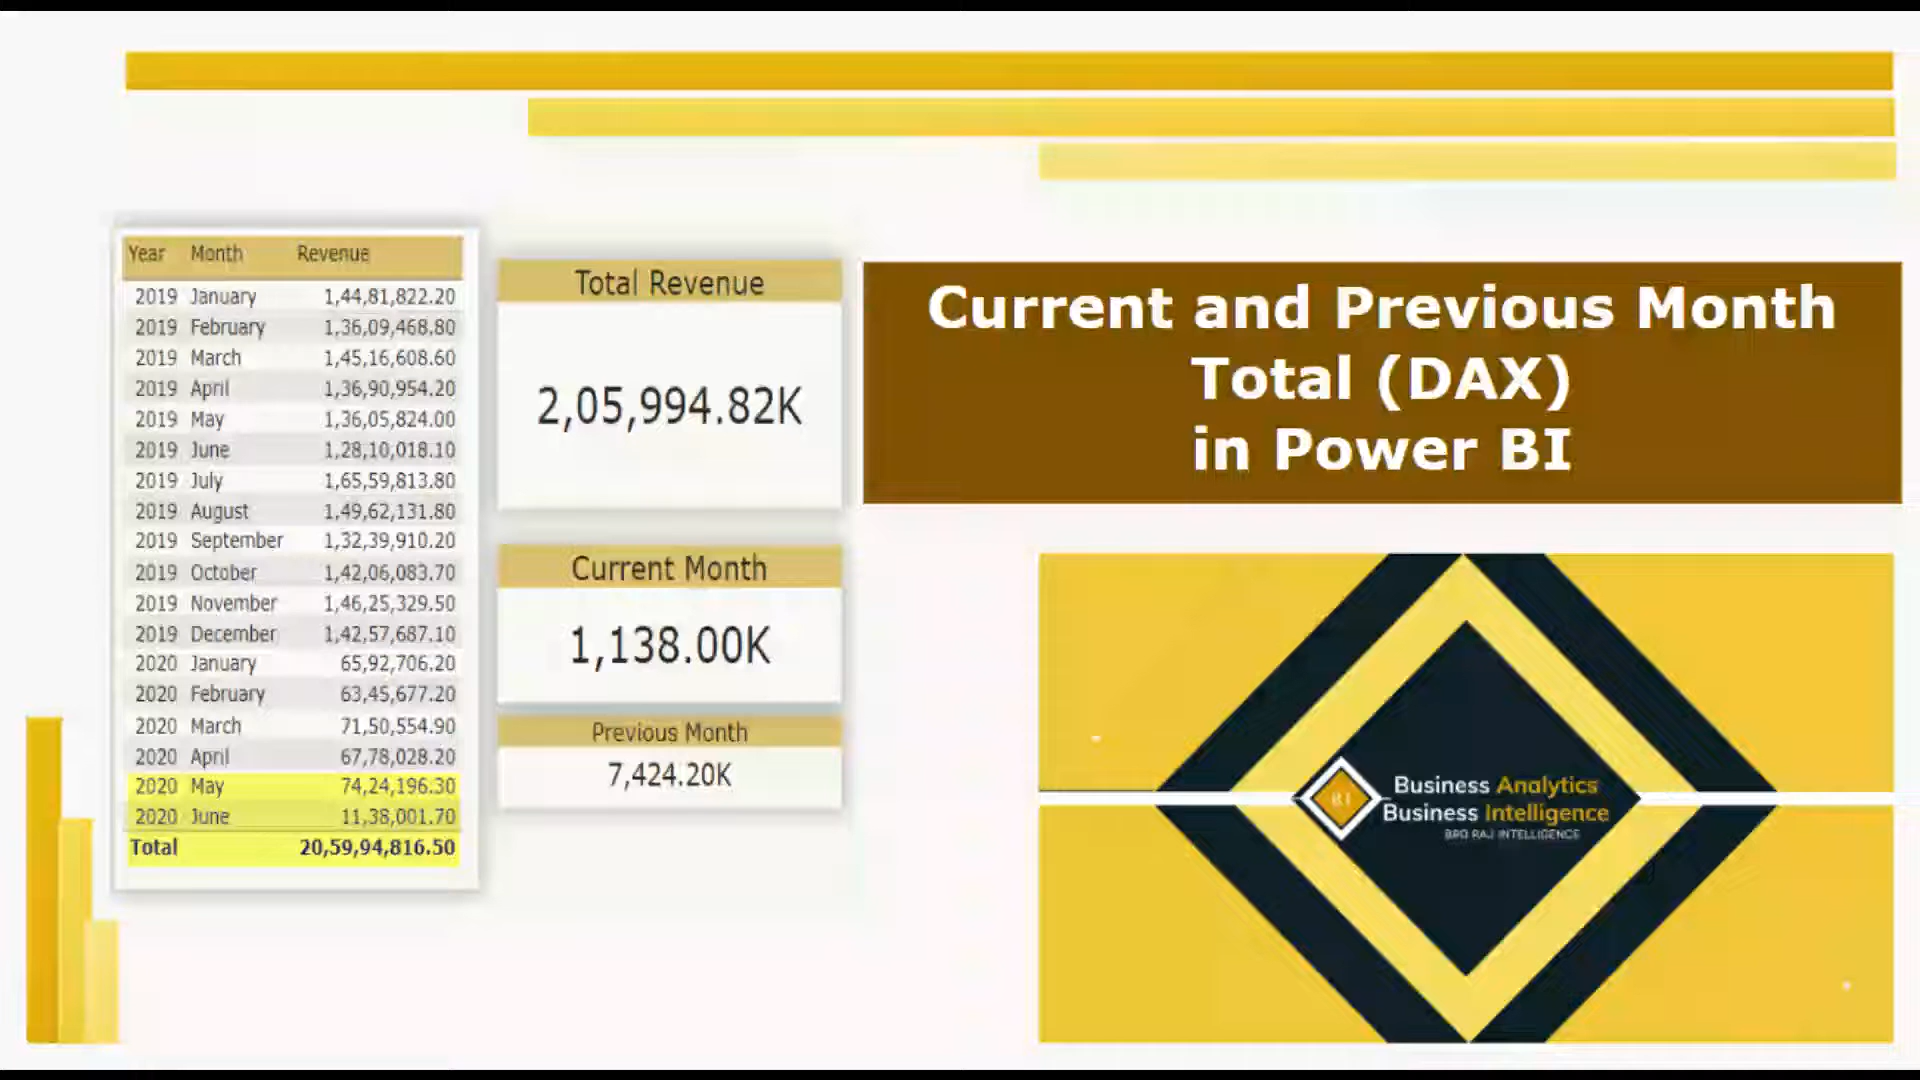 Year Month Revenue
2019 January 1,44,81,822.20
2019 February 1,36,09,468.80
2019 March 1,45,16,608.60
2019 April 1,36,90,954.20
2019 May 1,36,05,824.00
2019 June 1,28,10,018.10
2019 July 1,65,59,813.80
2019 August 1,49,62,131.80
2019 September 1,32,39,910.20
2019 October 1,42,06,083.70
2019 November 1,46,25,329.50
2019 December 1,42,57,687.10
2020 January 65,92,706.20
2020 February 63,45,677.20
2020 March 71,50,554.90
2020 April 67,78,028.20
2020 May 74,24,196.30
2020 June 11,38,001.70
Total 20,59,94,816.50
Total Revenue
2,05,994.82K
Current Month
1,138.00K
Previous Month
7,424.20K
Current and Previous Month
Total (DAX)
in Power BI
BI
Business Analytics
Business Intelligence
BRO RAJ INTELLIGENCE